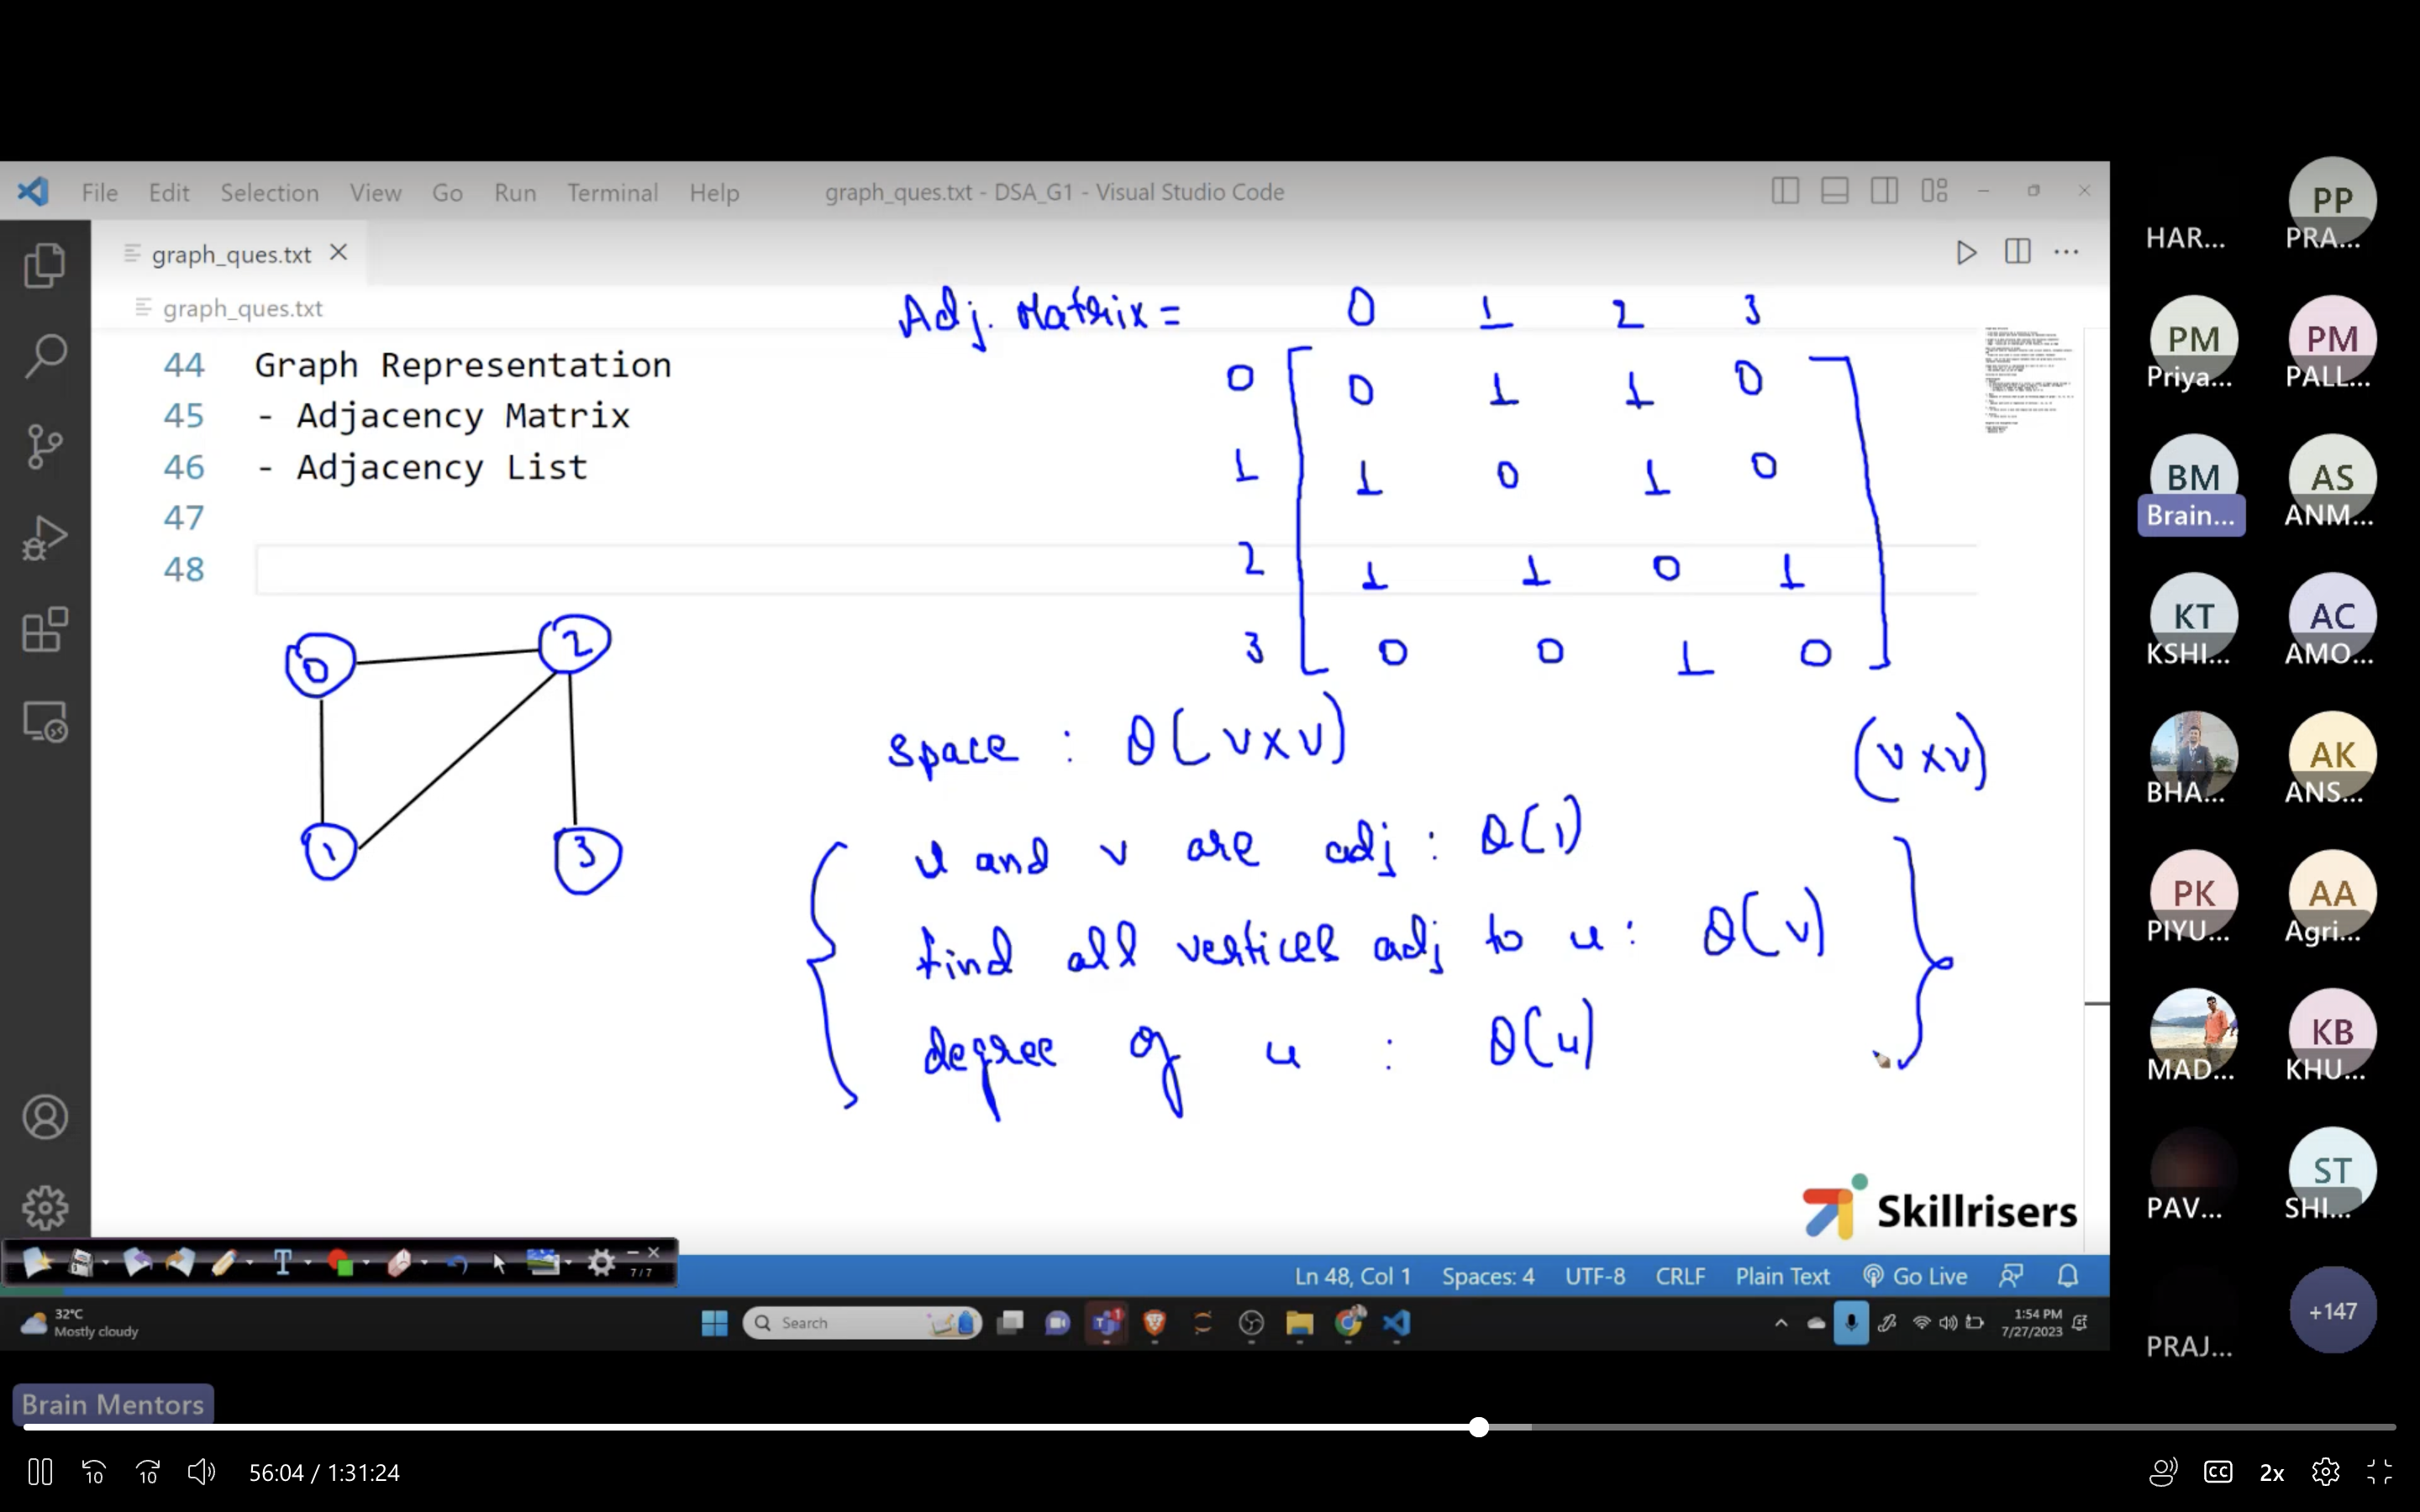 File Edit Selection View Go Run Terminal Help graph_ques.txt - DSA_G1 - Visual Studio Code
graph_ques.txt
graph_ques.txt
44 Graph Representation
45 - Adjacency Matrix
46 - Adjacency List
47
48
Adj. Matrix = 0 1 2 3
0 0 1 1 0
1 1 0 1 0
2 1 1 0 1
3 0 0 1 0
0 2
1 3
space : θ(v×v) (v×v)
u and v are adj : θ(1)
find all vertices adj to u : θ(v)
degree of u : θ(u)
Skillrisers
7/7
Ln 48, Col 1 Spaces: 4 UTF-8 CRLF Plain Text Go Live
32°C
Mostly cloudy
Search
1:54 PM
7/27/2023
HAR...
PP
PRA...
PM
Priya...
PM
PALL...
BM
Brain...
AS
ANM...
KT
KSHI...
AC
AMO...
BHA...
AK
ANS...
PK
PIYU...
AA
Agri...
MAD...
KB
KHU...
PAV...
ST
SHI...
PRAJ...
+147
Brain Mentors
10 10 56:04 / 1:31:24 CC 2x